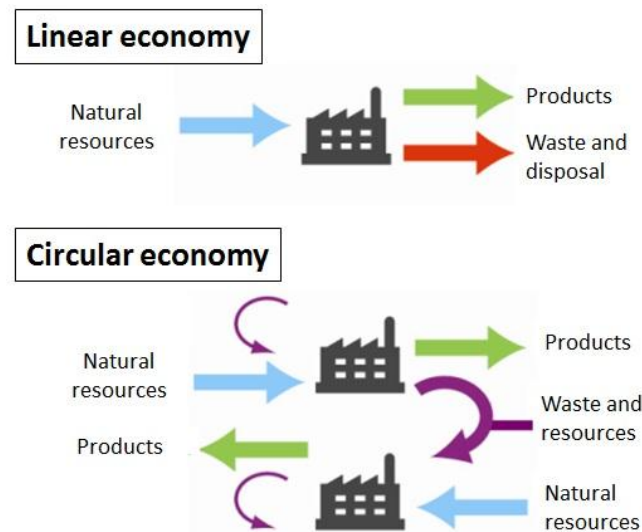 Linear economy
Natural
resources
Products
Waste and
disposal
Circular economy
Natural
resources
Products
Waste and
resources
Products
Natural
resources